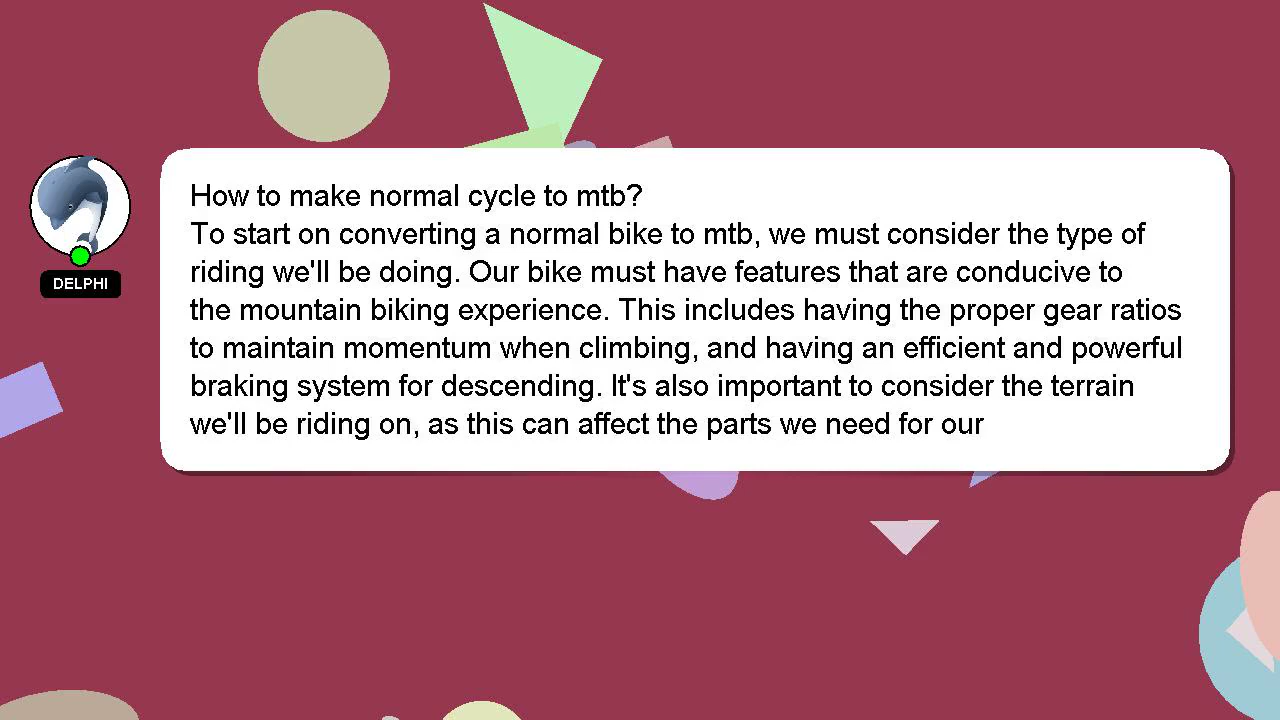 How to make normal cycle to mtb?
To start on converting a normal bike to mtb, we must consider the type of
riding we'll be doing. Our bike must have features that are conducive to
the mountain biking experience. This includes having the proper gear ratios
to maintain momentum when climbing, and having an efficient and powerful
braking system for descending. It's also important to consider the terrain
we'll be riding on, as this can affect the parts we need for our
DELPHI